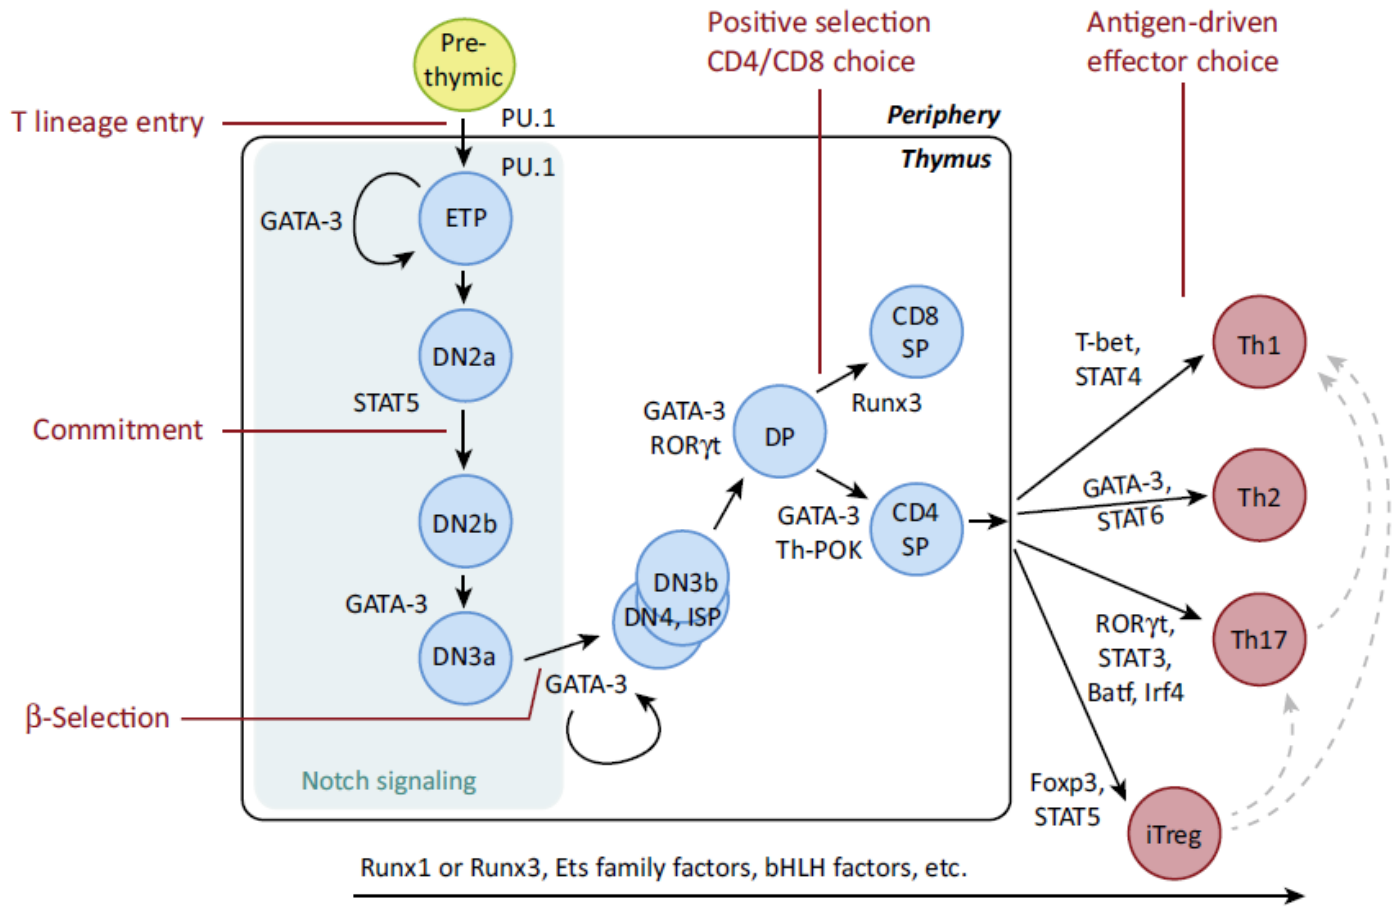 Positive selection
CD4/CD8 choice
Antigen-driven
effector choice
Pre-
thymic
T lineage entry
PU.1
Periphery
Thymus
PU.1
GATA-3
ETP
DN2a
STAT5
Commitment
DN2b
GATA-3
DN3a
β-Selection
GATA-3
Notch signaling
DN3b
DN4, ISP
GATA-3
RORγt
DP
CD8
SP
Runx3
GATA-3
Th-POK
CD4
SP
T-bet,
STAT4
Th1
GATA-3,
STAT6
Th2
RORγt,
STAT3,
Batf, Irf4
Th17
Foxp3,
STAT5
iTreg
Runx1 or Runx3, Ets family factors, bHLH factors, etc.